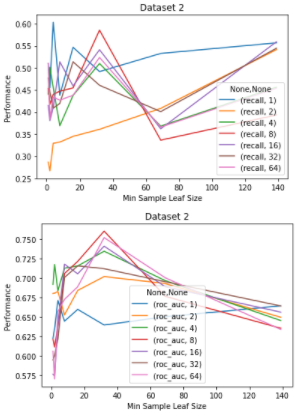 Dataset 2
0.60
0.55
0.50
0.45
0.40
0.35
0.30
0.25
Performance
None,None
(recall, 1)
(recall, 2)
(recall, 4)
(recall, 8)
(recall, 16)
(recall, 32)
(recall, 64)
0 20 40 60 80 100 120 140
Min Sample Leaf Size
Dataset 2
0.750
0.725
0.700
0.675
0.650
0.625
0.600
0.575
Performance
None,None
(roc_auc, 1)
(roc_auc, 2)
(roc_auc, 4)
(roc_auc, 8)
(roc_auc, 16)
(roc_auc, 32)
(roc_auc, 64)
0 20 40 60 80 100 120 140
Min Sample Leaf Size